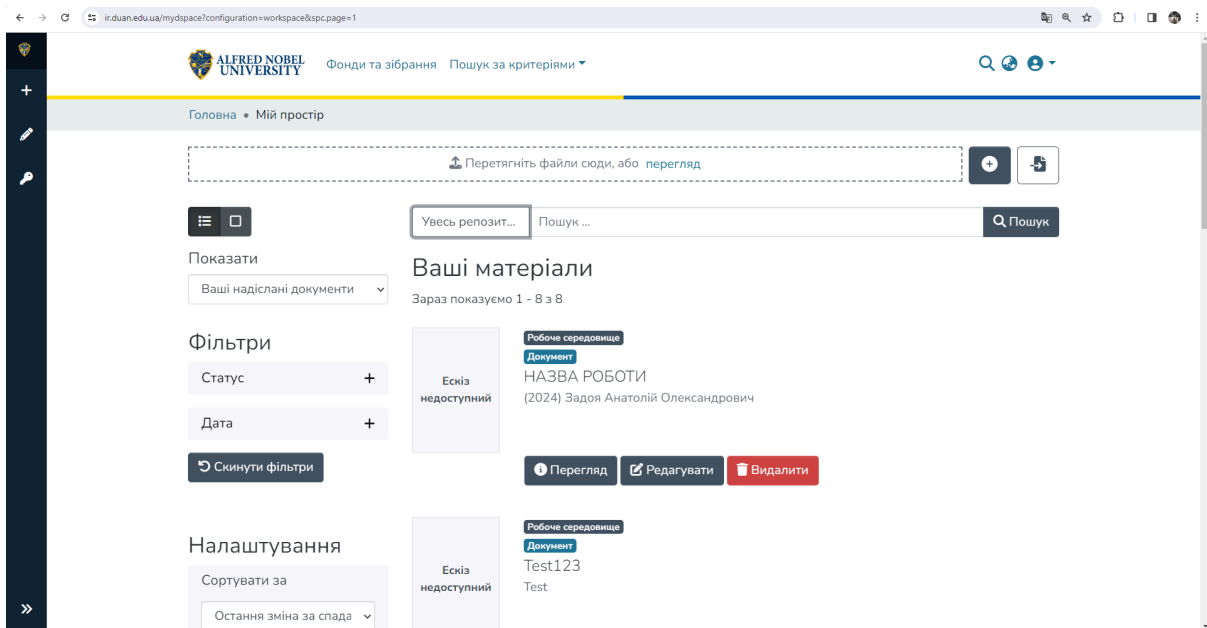 ir.duan.edu.ua/mydspace?configuration=workspace&spc.page=1
ALFRED NOBEL
UNIVERSITY
Фонди та зібрання Пошук за критеріями
Головна • Мій простір
Перетягніть файли сюди, або перегляд
Увесь репозит... Пошук ... Пошук
Показати
Ваші надіслані документи
Фільтри
Статус +
Дата +
Скинути фільтри
Налаштування
Сортувати за
Остання зміна за спада
Ваші матеріали
Зараз показуємо 1 - 8 з 8
Ескіз
недоступний
Робоче середовище
Документ
НАЗВА РОБОТИ
(2024) Задоя Анатолій Олександрович
Перегляд Редагувати Видалити
Ескіз
недоступний
Робоче середовище
Документ
Test123
Test